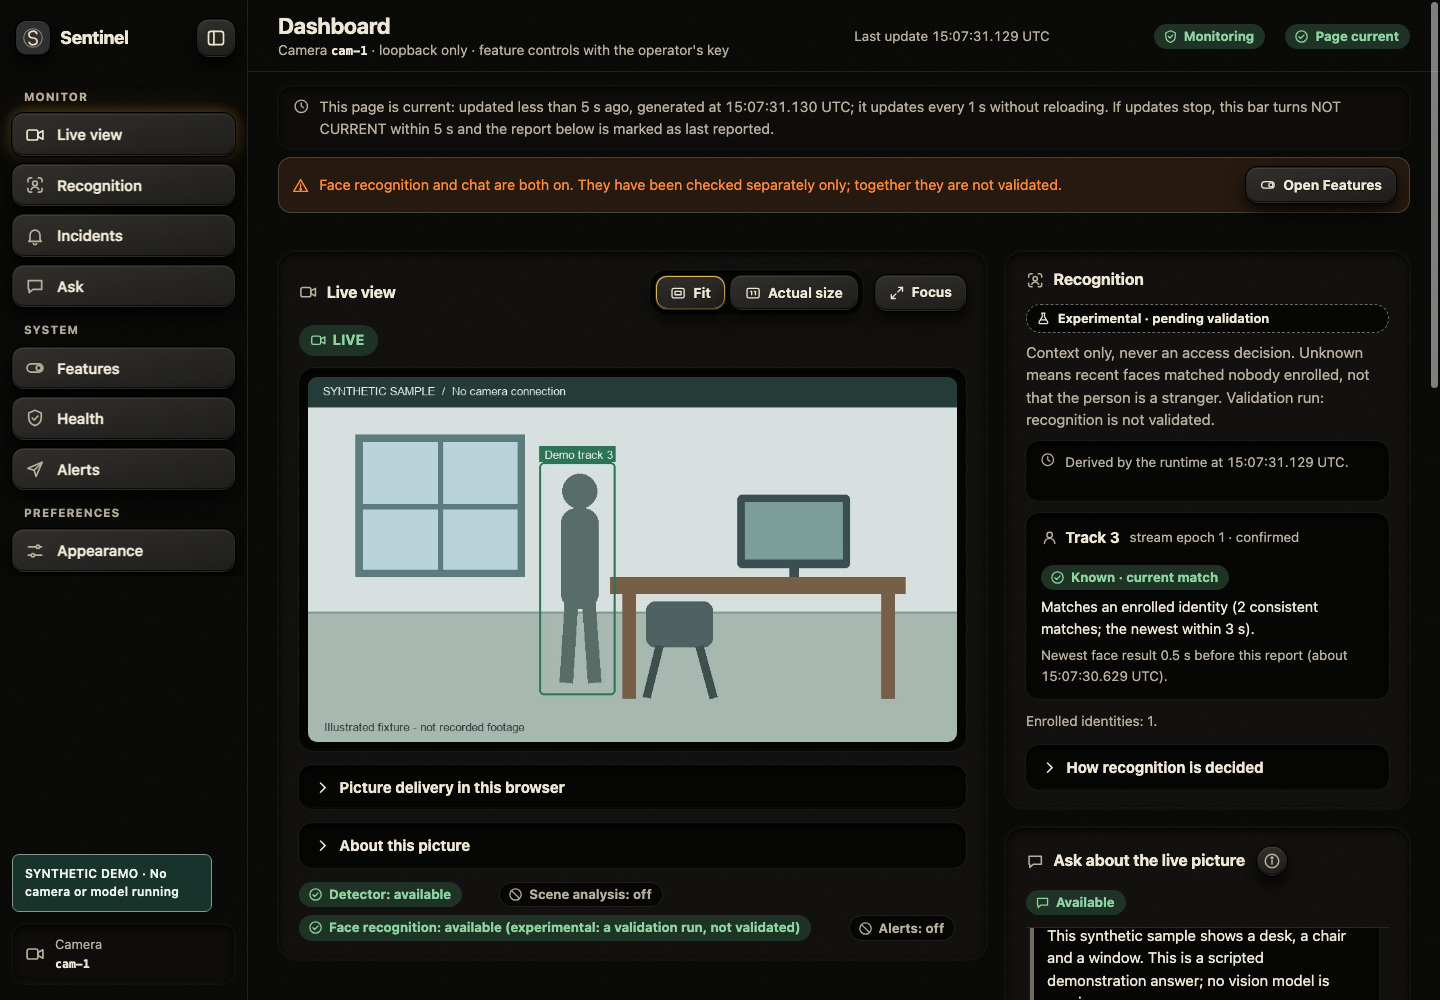 Sentinel
MONITOR
Live view
Recognition
Incidents
Ask
SYSTEM
Features
Health
Alerts
PREFERENCES
Appearance
SYNTHETIC DEMO · No
camera or model running
Camera
cam-1
Dashboard
Camera cam-1 · loopback only · feature controls with the operator's key
Last update 15:07:31.129 UTC
Monitoring
Page current
This page is current: updated less than 5 s ago, generated at 15:07:31.130 UTC; it updates every 1 s without reloading. If updates stop, this bar turns NOT
CURRENT within 5 s and the report below is marked as last reported.
Face recognition and chat are both on. They have been checked separately only; together they are not validated.
Open Features
Live view
Fit
Actual size
Focus
LIVE
SYNTHETIC SAMPLE / No camera connection
Demo track 3
Illustrated fixture - not recorded footage
Picture delivery in this browser
About this picture
Detector: available
Scene analysis: off
Face recognition: available (experimental: a validation run, not validated)
Alerts: off
Recognition
Experimental · pending validation
Context only, never an access decision. Unknown
means recent faces matched nobody enrolled, not
that the person is a stranger. Validation run:
recognition is not validated.
Derived by the runtime at 15:07:31.129 UTC.
Track 3 stream epoch 1 · confirmed
Known · current match
Matches an enrolled identity (2 consistent
matches; the newest within 3 s).
Newest face result 0.5 s before this report (about
15:07:30.629 UTC).
Enrolled identities: 1.
How recognition is decided
Ask about the live picture
Available
This synthetic sample shows a desk, a chair
and a window. This is a scripted
demonstration answer; no vision model is